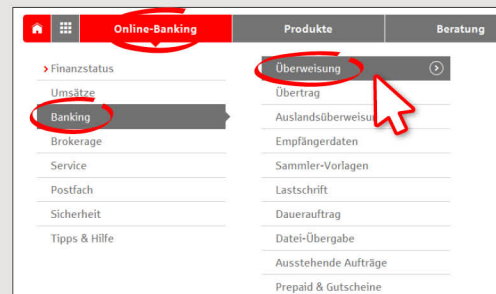 Online-Banking Produkte Beratung
Finanzstatus
Umsätze
Banking
Brokerage
Service
Postfach
Sicherheit
Tipps & Hilfe
Überweisung
Übertrag
Auslandsüberweisu
Empfängerdaten
Sammler-Vorlagen
Lastschrift
Dauerauftrag
Datei-Übergabe
Ausstehende Aufträge
Prepaid & Gutscheine